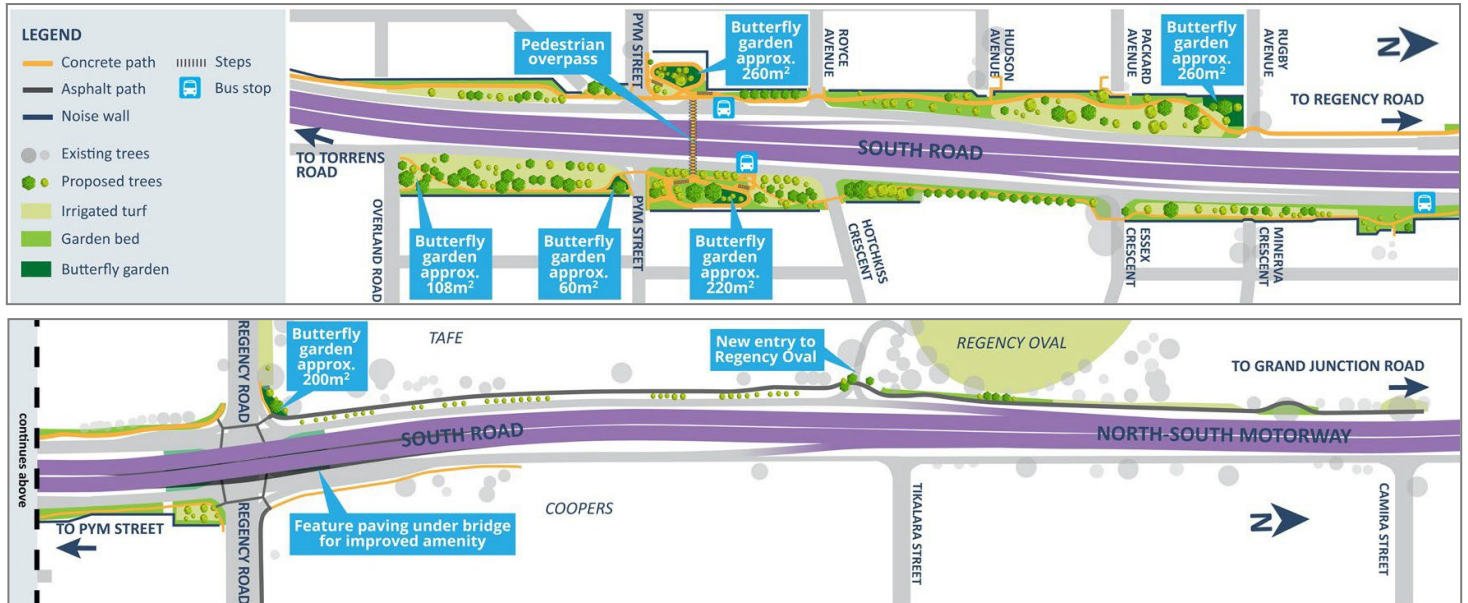 LEGEND
Concrete path
Asphalt path
Noise wall
Steps
Bus stop
Existing trees
Proposed trees
Irrigated turf
Garden bed
Butterfly garden
Pedestrian
overpass
PYM STREET
Butterfly
garden
approx.
260m²
ROYCE
AVENUE
HUDSON
AVENUE
PACKARD
AVENUE
Butterfly
garden
approx.
260m²
RUGBY
AVENUE
N
TO REGENCY ROAD
TO TORRENS
ROAD
SOUTH ROAD
OVERLAND ROAD
Butterfly
garden
approx.
108m²
Butterfly
garden
approx.
60m²
PYM STREET
Butterfly
garden
approx.
220m²
HOTCHKISS
CRESCENT
ESSEX
CRESCENT
MINERVA
CRESCENT
continues above
REGENCY ROAD
Butterfly
garden
approx.
200m²
TAFE
New entry to
Regency Oval
REGENCY OVAL
TO GRAND JUNCTION ROAD
SOUTH ROAD
NORTH-SOUTH MOTORWAY
TO PYM STREET
REGENCY ROAD
Feature paving under bridge
for improved amenity
COOPERS
TIKALARA STREET
N
CAMIRA STREET